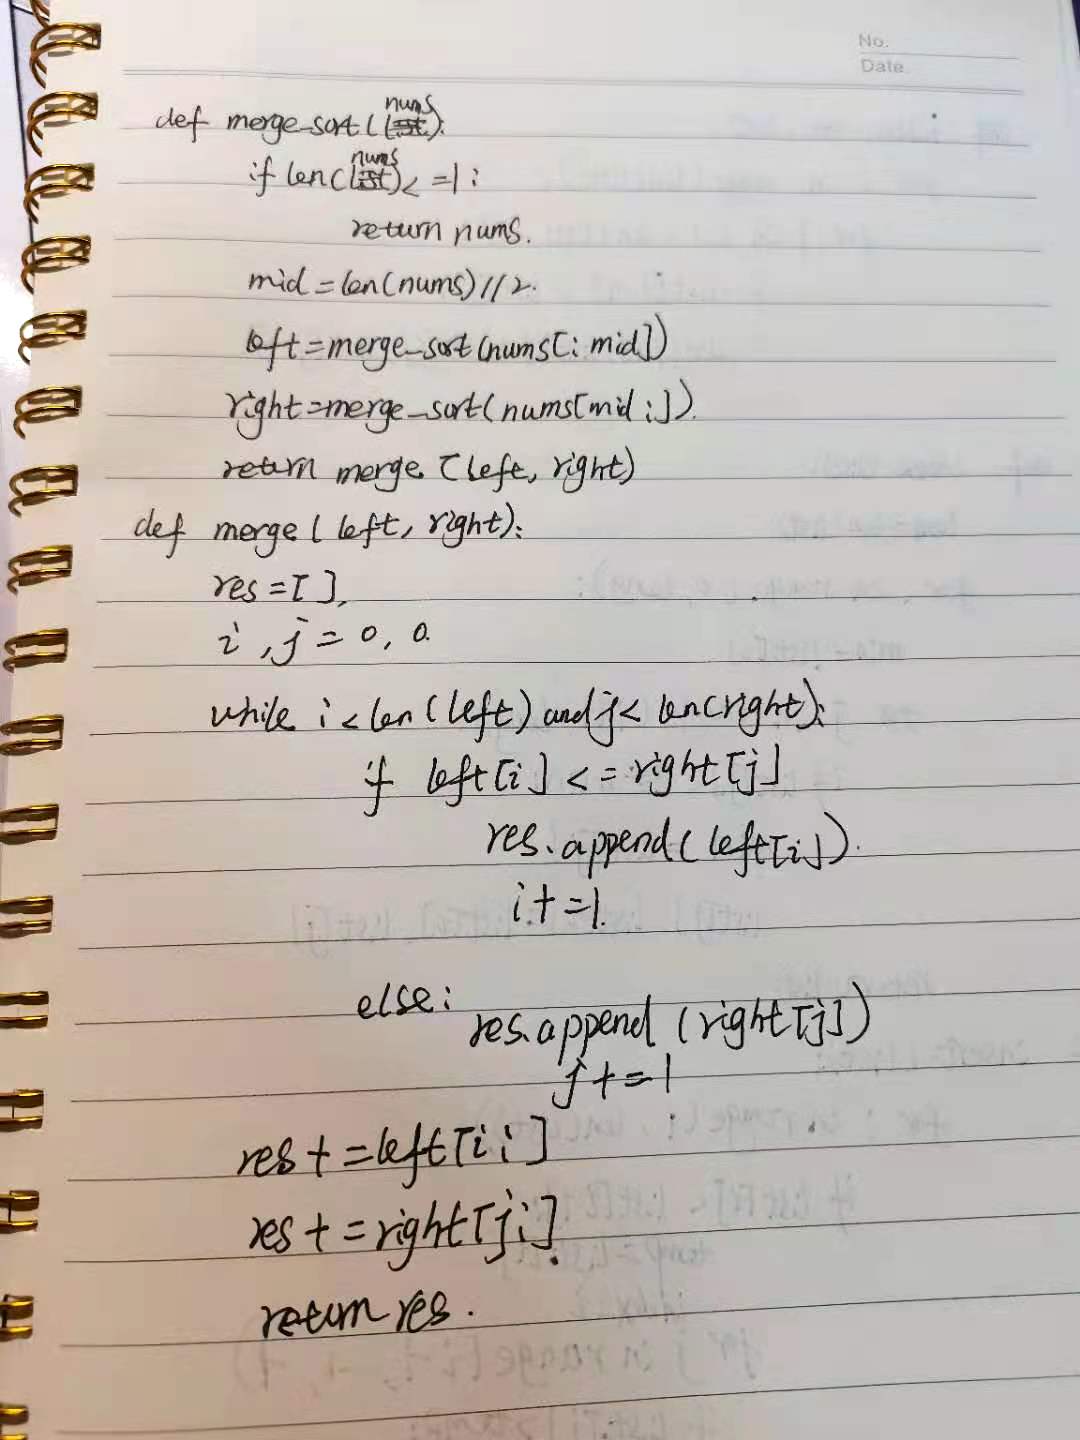 No.
Date.
def merge_sort(nums):
if len(nums)<=1:
return nums.
mid=len(nums)//2.
left=merge_sort(nums[:mid])
right=merge_sort(nums[mid:]).
return merge(left, right)
def merge(left, right):
res=[].
i,j=0,0.
while i<len(left) and j<len(right):
if left[i]<=right[j]
res.append(left[i]).
i+=1.
else:
res.append(right[j])
j+=1
res+=left[i:]
res+=right[j:].
return res.